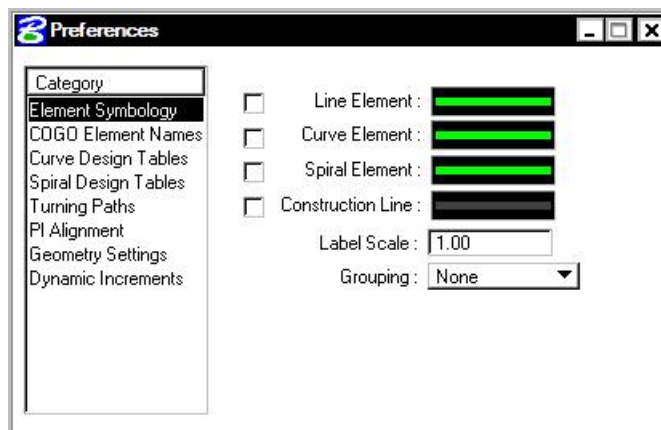 Preferences
Category
Element Symbology
COGO Element Names
Curve Design Tables
Spiral Design Tables
Turning Paths
PI Alignment
Geometry Settings
Dynamic Increments
Line Element :
Curve Element :
Spiral Element :
Construction Line :
Label Scale : 1.00
Grouping : None